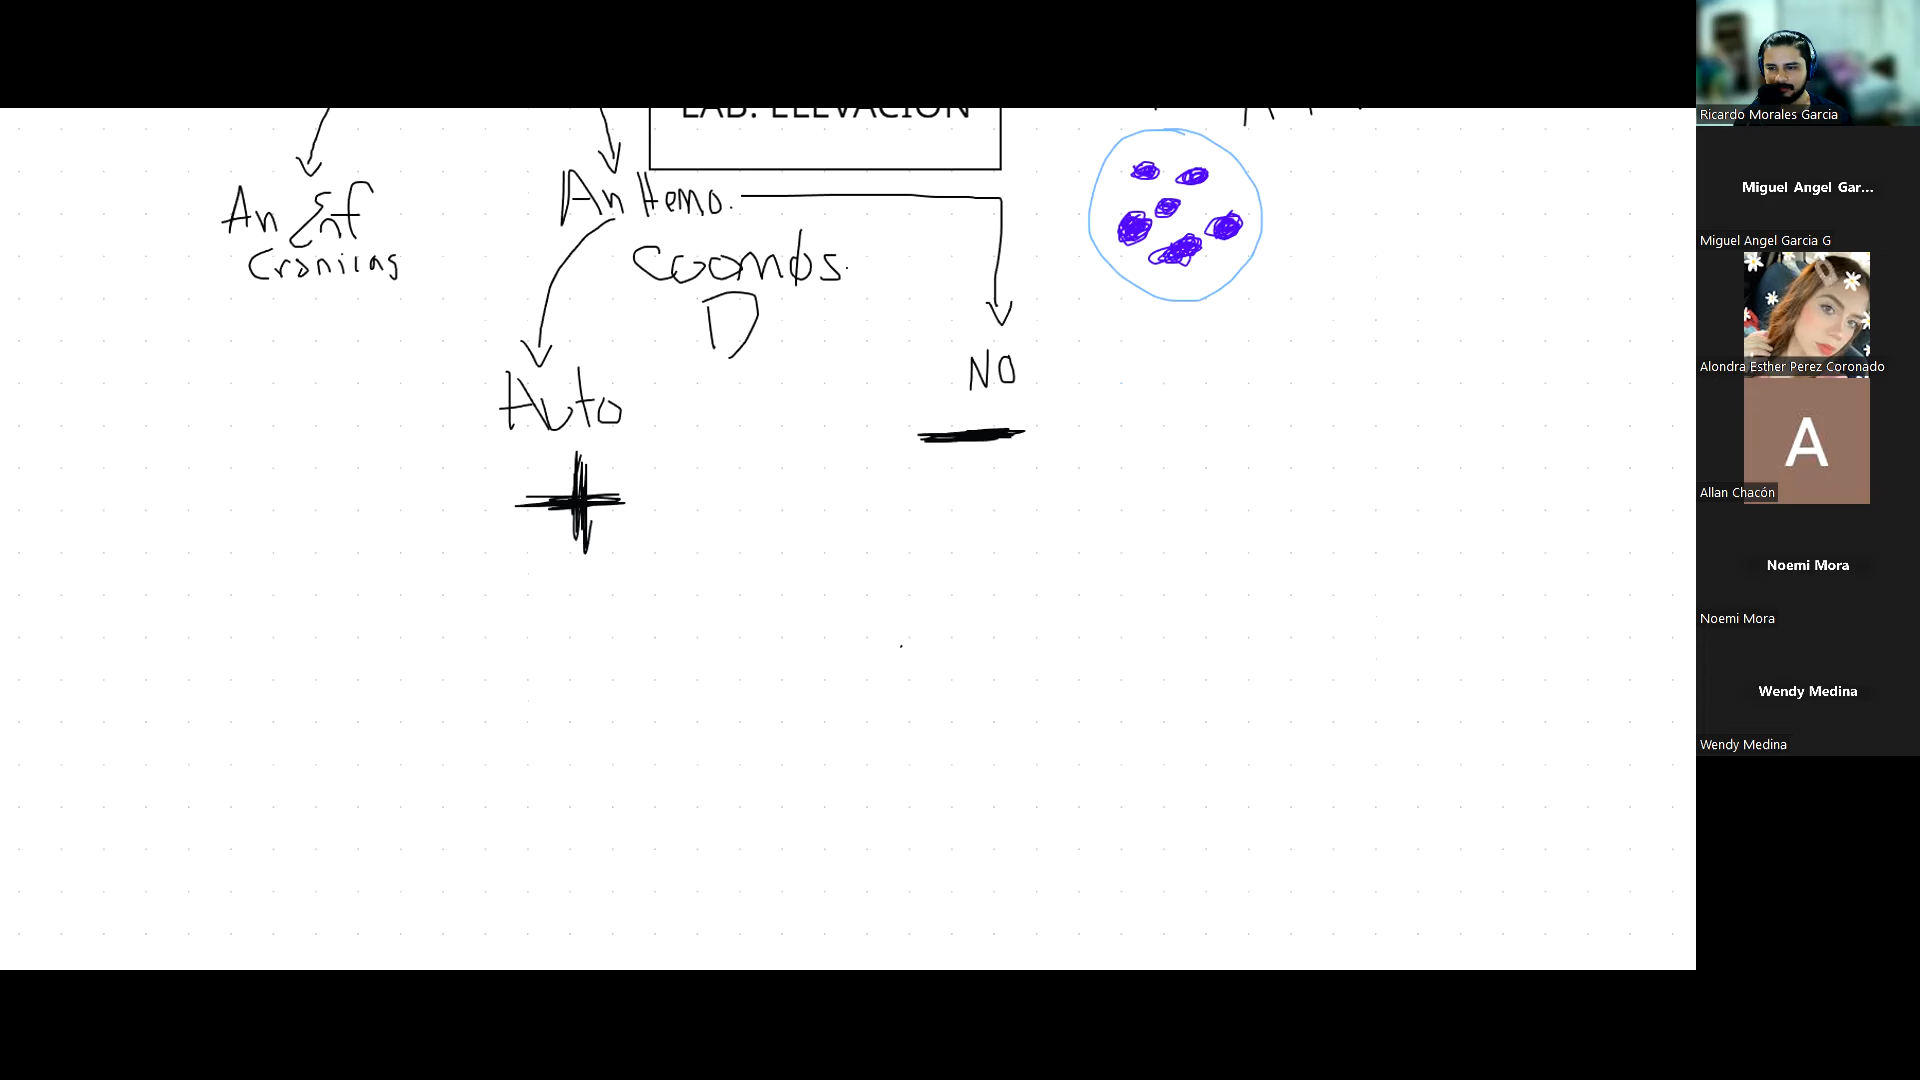 LAB. ELEVACIÓN
An Enf
Cronicas
An Hemo.
Coombs.
D
Auto
+
NO
-
Ricardo Morales Garcia
Miguel Angel Gar...
Miguel Angel Garcia G
Alondra Esther Perez Coronado
A
Allan Chacón
Noemi Mora
Noemi Mora
Wendy Medina
Wendy Medina